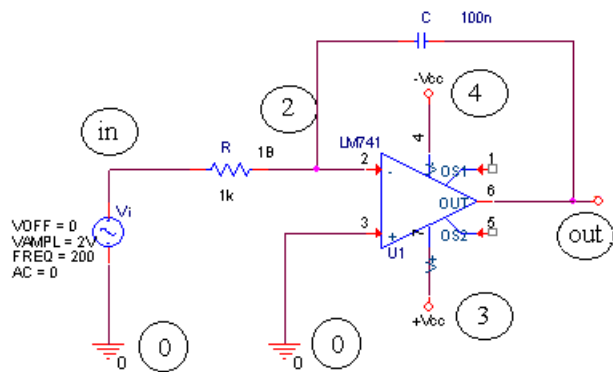 C 100n
-Vcc
4
2
in
R
1B
LM741
4
1k
2
-
OS1
1
6
OUT
Vi
VOFF = 0
VAMPL = 2V
FREQ = 200
AC = 0
3
+
7
OS2
5
U1
out
+Vcc
3
0
0
0
0